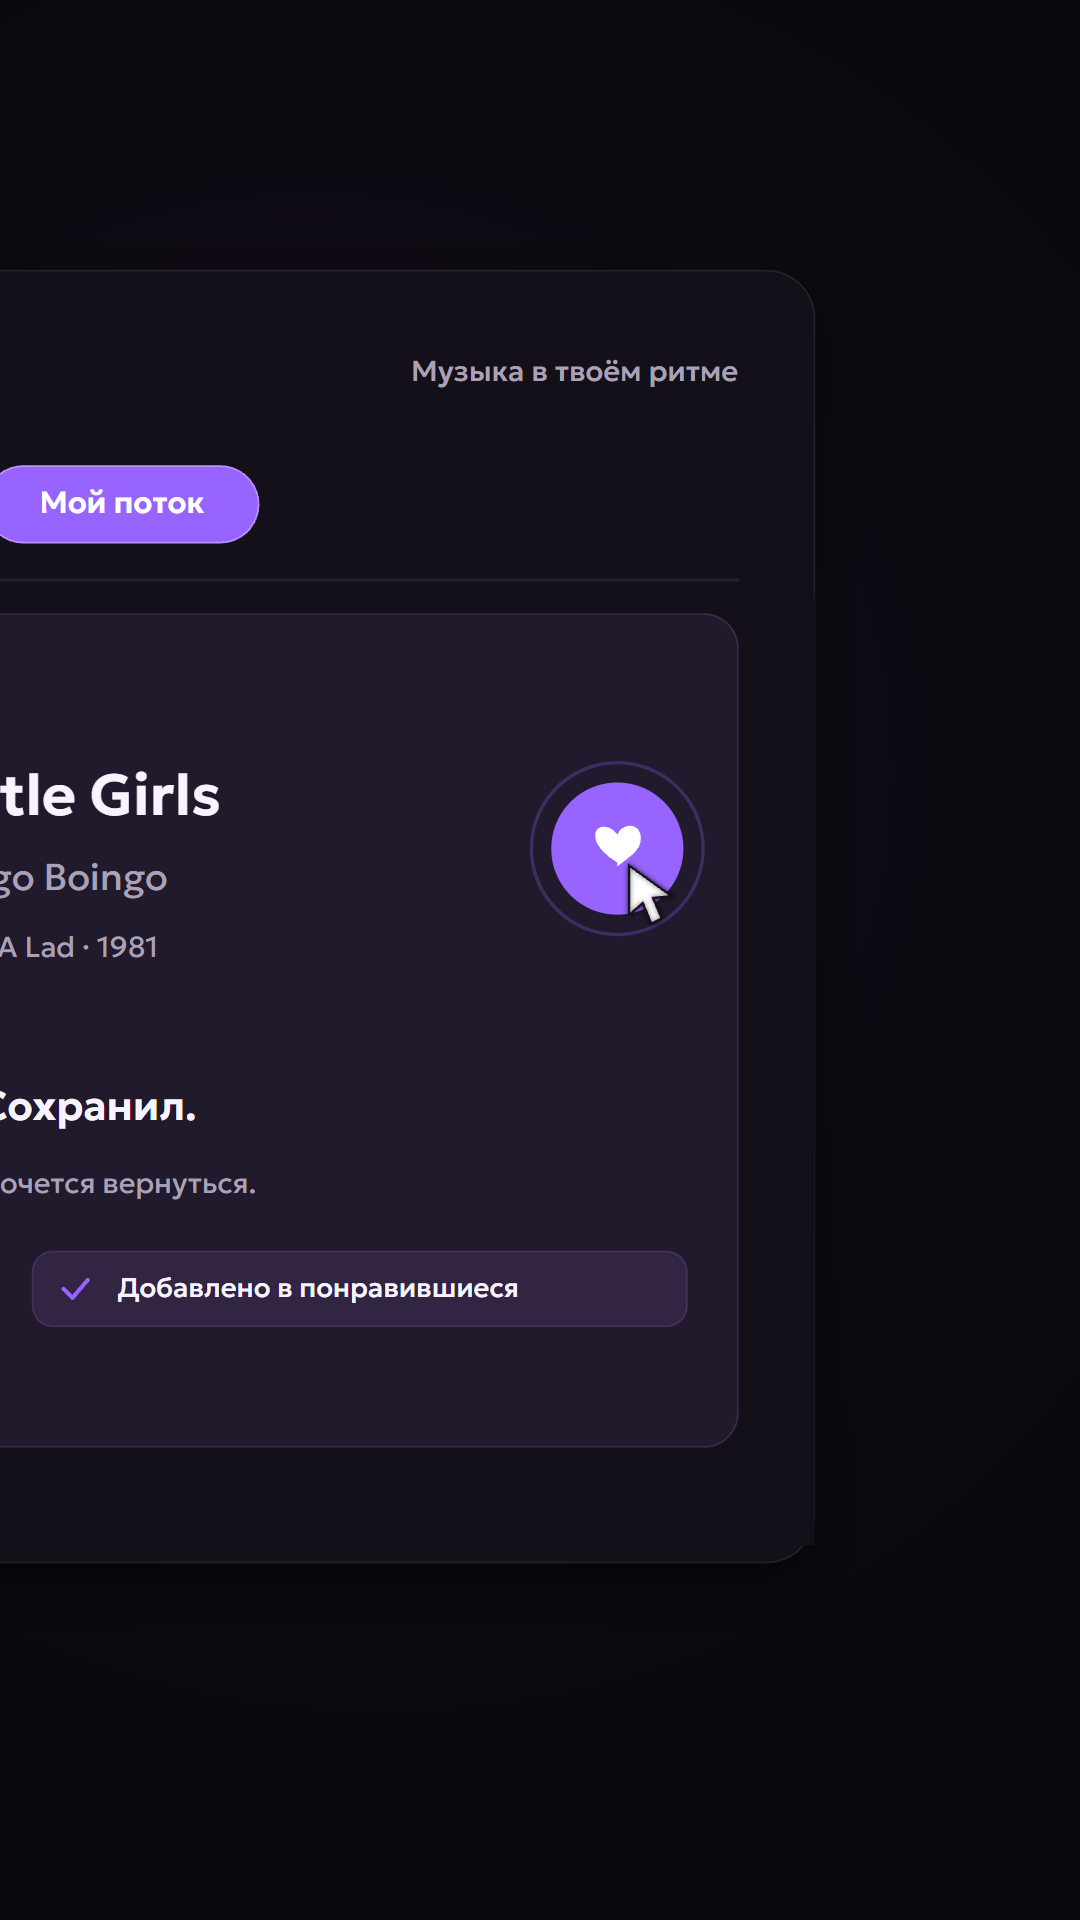 Музыка в твоём ритме
Мой поток
tle Girls
go Boingo
A Lad · 1981
Сохранил.
очется вернуться.
Добавлено в понравившиеся